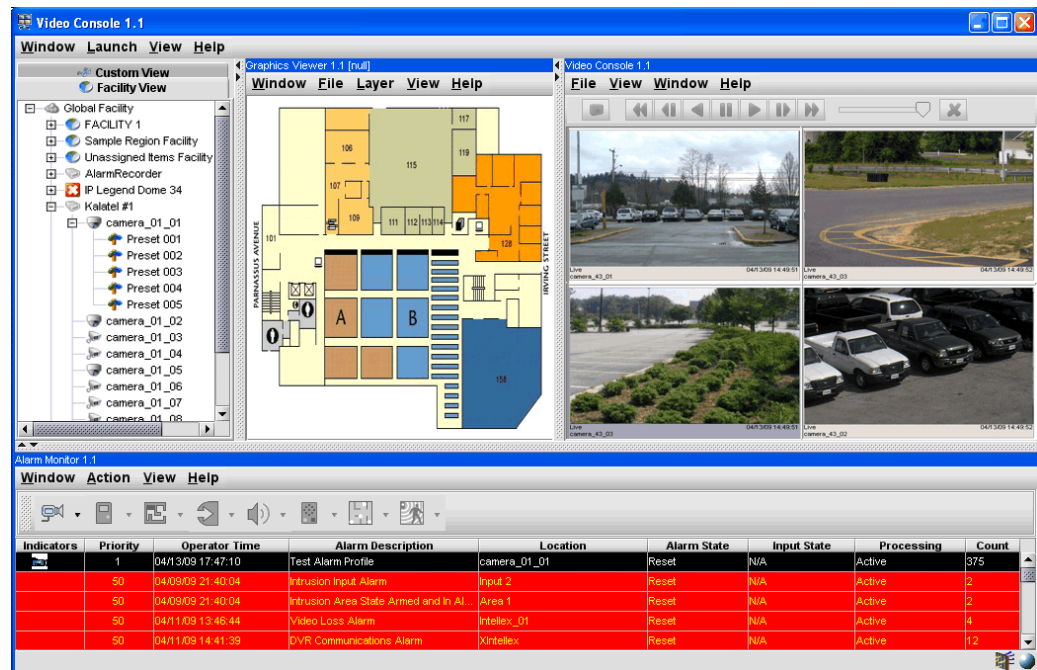 Video Console 1.1
Window Launch View Help
Custom View
Facility View
Global Facility
FACILITY 1
Sample Region Facility
Unassigned Items Facility
AlarmRecorder
IP Legend Dome 34
Kalatel #1
camera_01_01
Preset 001
Preset 002
Preset 003
Preset 004
Preset 005
camera_01_02
camera_01_03
camera_01_04
camera_01_05
camera_01_06
camera_01_07
camera_01_08
Graphics Viewer 1.1 [null]
Window File Layer View Help
117
106
119
115
107
109
111 112 113 114
101
128
PARNASSUS AVENUE
IRVING STREET
A
B
158
Video Console 1.1
File View Window Help
Live 04/13/09 14:49:51
camera_43_01
Live 04/13/09 14:49:52
camera_43_03
Live 04/13/09 14:49:51
camera_43_03
Live 04/13/09 14:49:52
camera_43_02
Alarm Monitor 1.1
Window Action View Help
Indicators Priority Operator Time Alarm Description Location Alarm State Input State Processing Count
1 04/13/09 17:47:10 Test Alarm Profile camera_01_01 Reset N/A Active 375
50 04/09/09 21:40:04 Intrusion Input Alarm Input 2 Reset N/A Active 2
50 04/09/09 21:40:04 Intrusion Area State Armed and In Al... Area 1 Reset N/A Active 2
50 04/11/09 13:46:44 Video Loss Alarm Intellex_01 Reset N/A Active 4
50 04/11/09 14:41:39 DVR Communications Alarm XIntellex Reset N/A Active 12